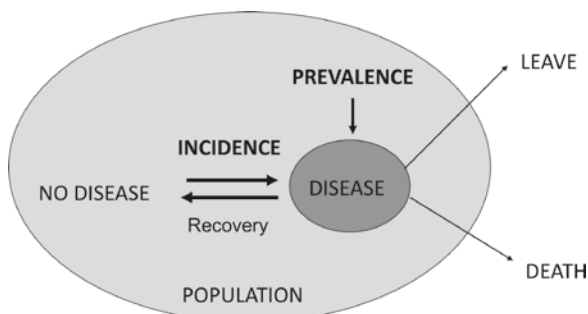 LEAVE
PREVALENCE
INCIDENCE
NO DISEASE
DISEASE
Recovery
DEATH
POPULATION